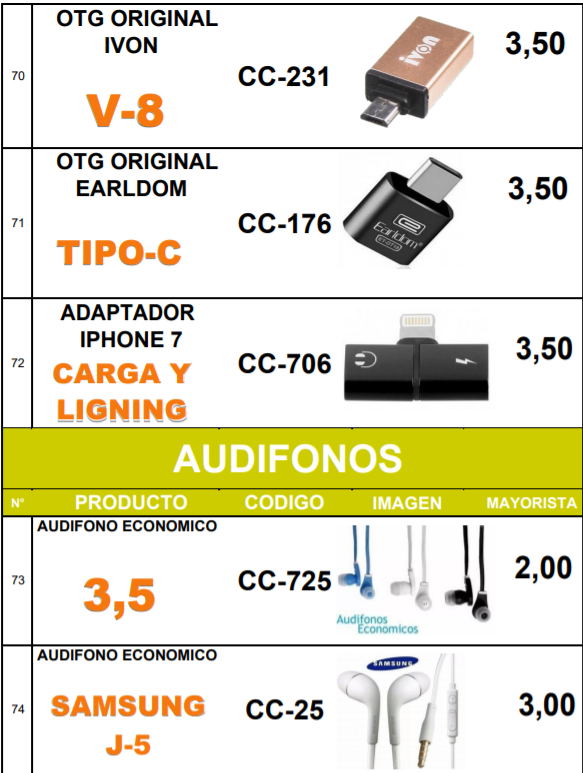 70
OTG ORIGINAL
IVON
V-8
CC-231
ivon
3,50
71
OTG ORIGINAL
EARLDOM
TIPO-C
CC-176
Earldom
ET-OT18
3,50
72
ADAPTADOR
IPHONE 7
CARGA Y
LIGNING
CC-706
3,50
AUDIFONOS
N° PRODUCTO CODIGO IMAGEN MAYORISTA
73
AUDIFONO ECONOMICO
3,5
CC-725
Audifonos
Economicos
2,00
74
AUDIFONO ECONOMICO
SAMSUNG
J-5
CC-25
SAMSUNG
3,00